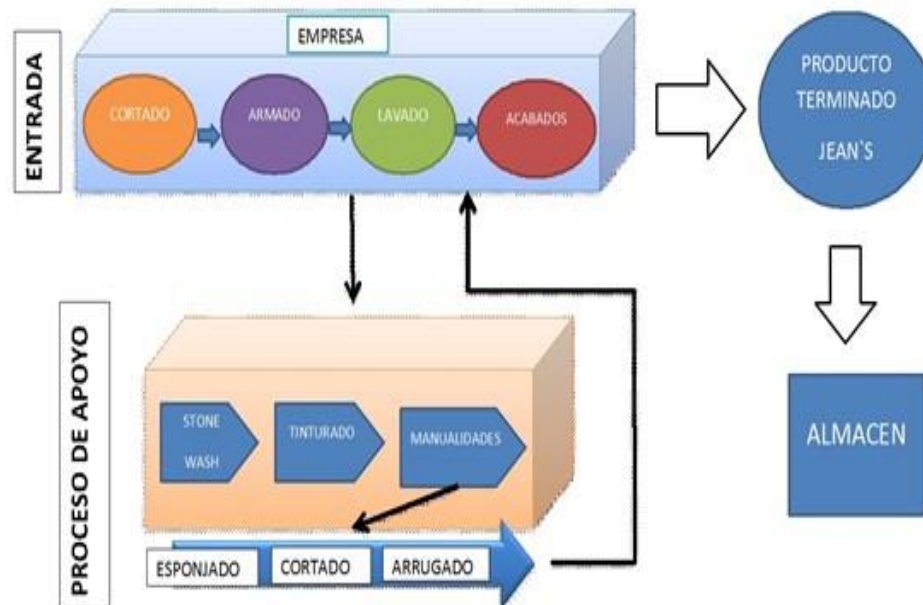 ENTRADA
EMPRESA
CORTADO
ARMADO
LAVADO
ACABADOS
PRODUCTO
TERMINADO
JEAN`S
PROCESO DE APOYO
STONE
WASH
TINTURADO
MANUALIDADES
ALMACEN
ESPONJADO
CORTADO
ARRUGADO